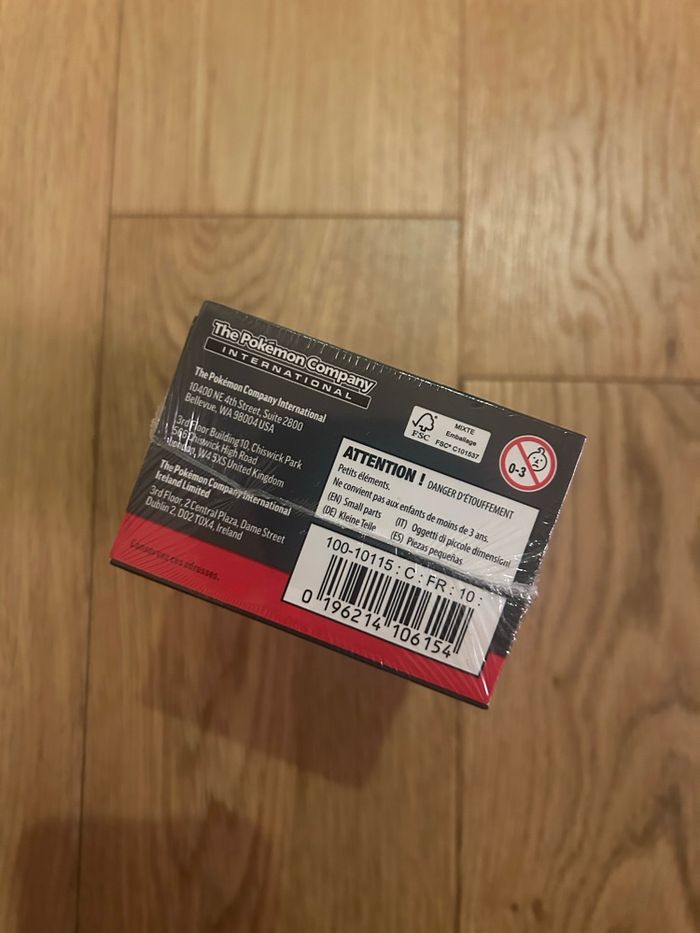 The Pokémon Company
INTERNATIONAL
The Pokémon Company International
10400 NE 4th Street, Suite 2800
Bellevue, WA 98004 USA
3rd Floor Building 10, Chiswick Park
566 Chiswick High Road
London, W4 5XS United Kingdom
The Pokémon Company International
Ireland Limited
3rd Floor, 2 Central Plaza, Dame Street
Dublin 2, D02 T0X4, Ireland
Conservez ces adresses.
FSC
MIXTE
Emballage
FSC® C101537
0-3
ATTENTION ! DANGER D'ÉTOUFFEMENT
Petits éléments.
Ne convient pas aux enfants de moins de 3 ans.
(EN) Small parts (IT) Oggetti di piccole dimensioni
(DE) Kleine Teile (ES) Piezas pequeñas
100-10115 : C : FR : 10 :
0 196214 106154